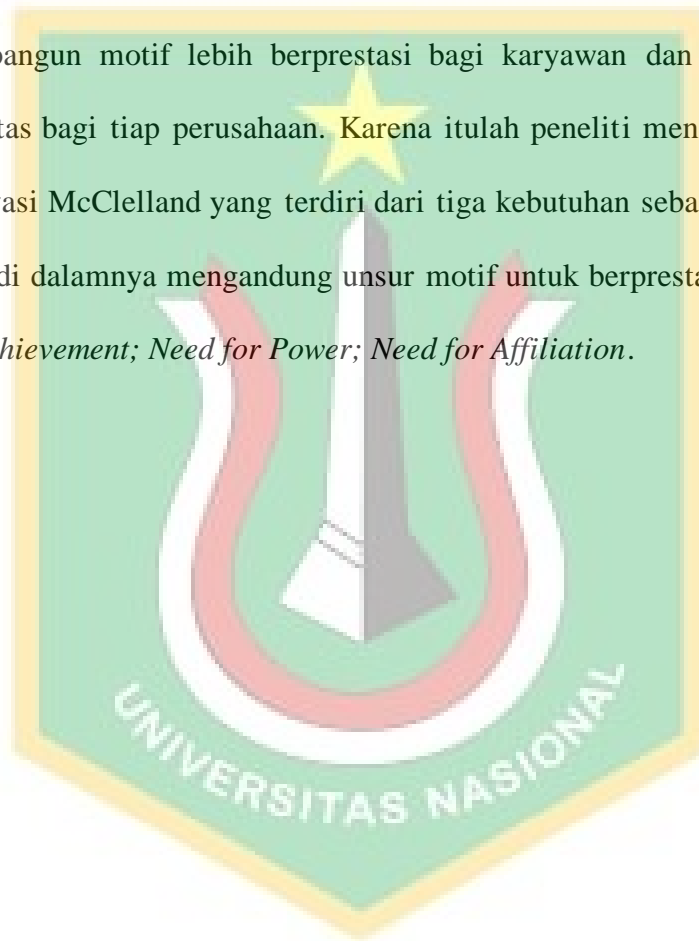 bangun motif lebih berprestasi bagi karyawan dan
tas bagi tiap perusahaan. Karena itulah peneliti men
asi McClelland yang terdiri dari tiga kebutuhan seba
di dalamnya mengandung unsur motif untuk berpresta
hievement; Need for Power; Need for Affiliation.
UNIVERSITAS NASIONAL